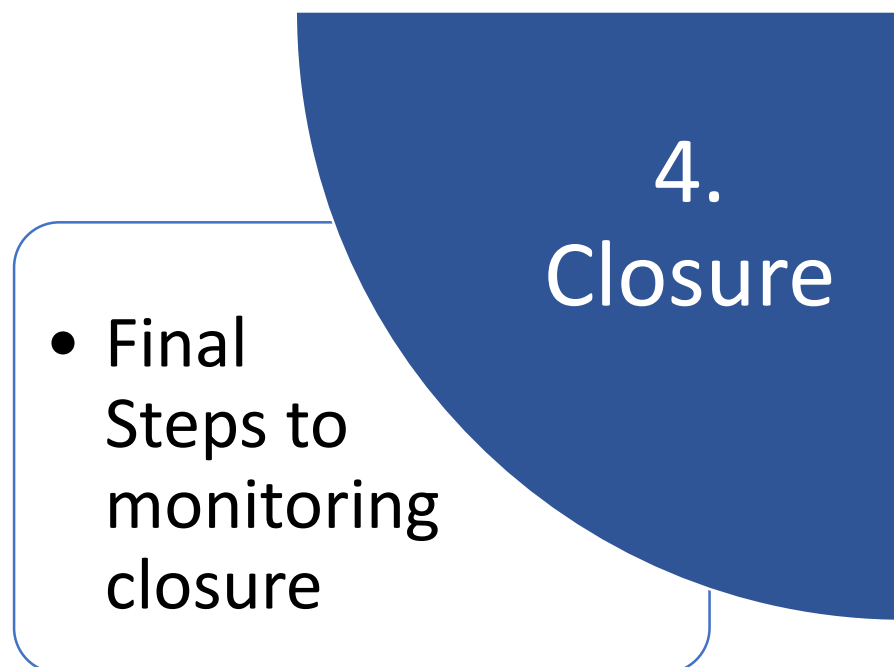 4.
Closure
• Final
Steps to
monitoring
closure